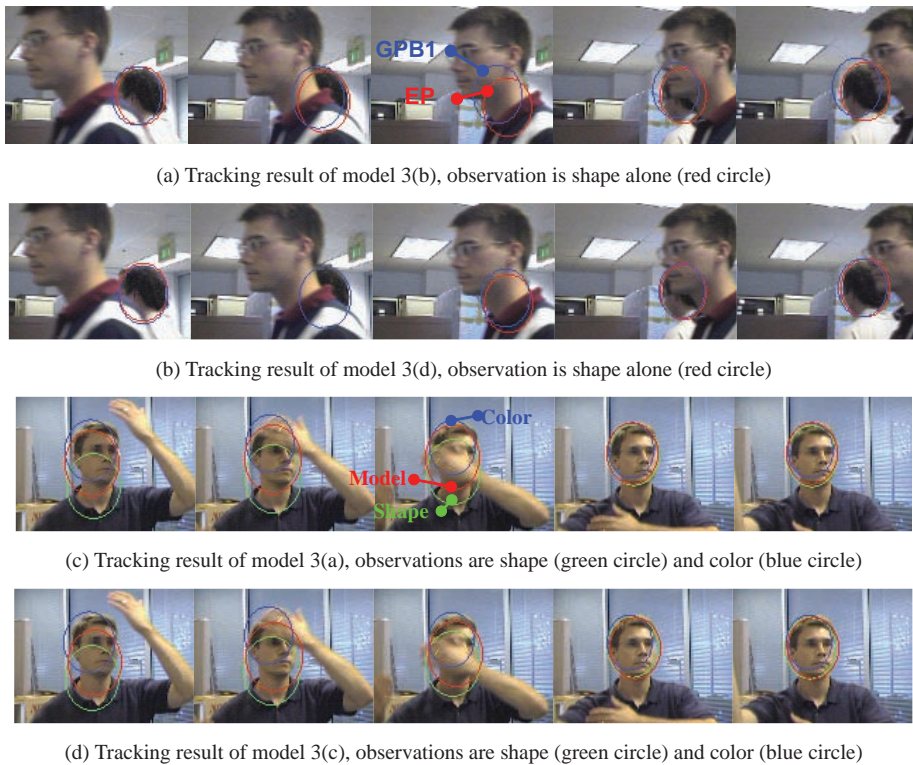 GPB1
EP
(a) Tracking result of model 3(b), observation is shape alone (red circle)
(b) Tracking result of model 3(d), observation is shape alone (red circle)
Color
Model
Shape
(c) Tracking result of model 3(a), observations are shape (green circle) and color (blue circle)
(d) Tracking result of model 3(c), observations are shape (green circle) and color (blue circle)